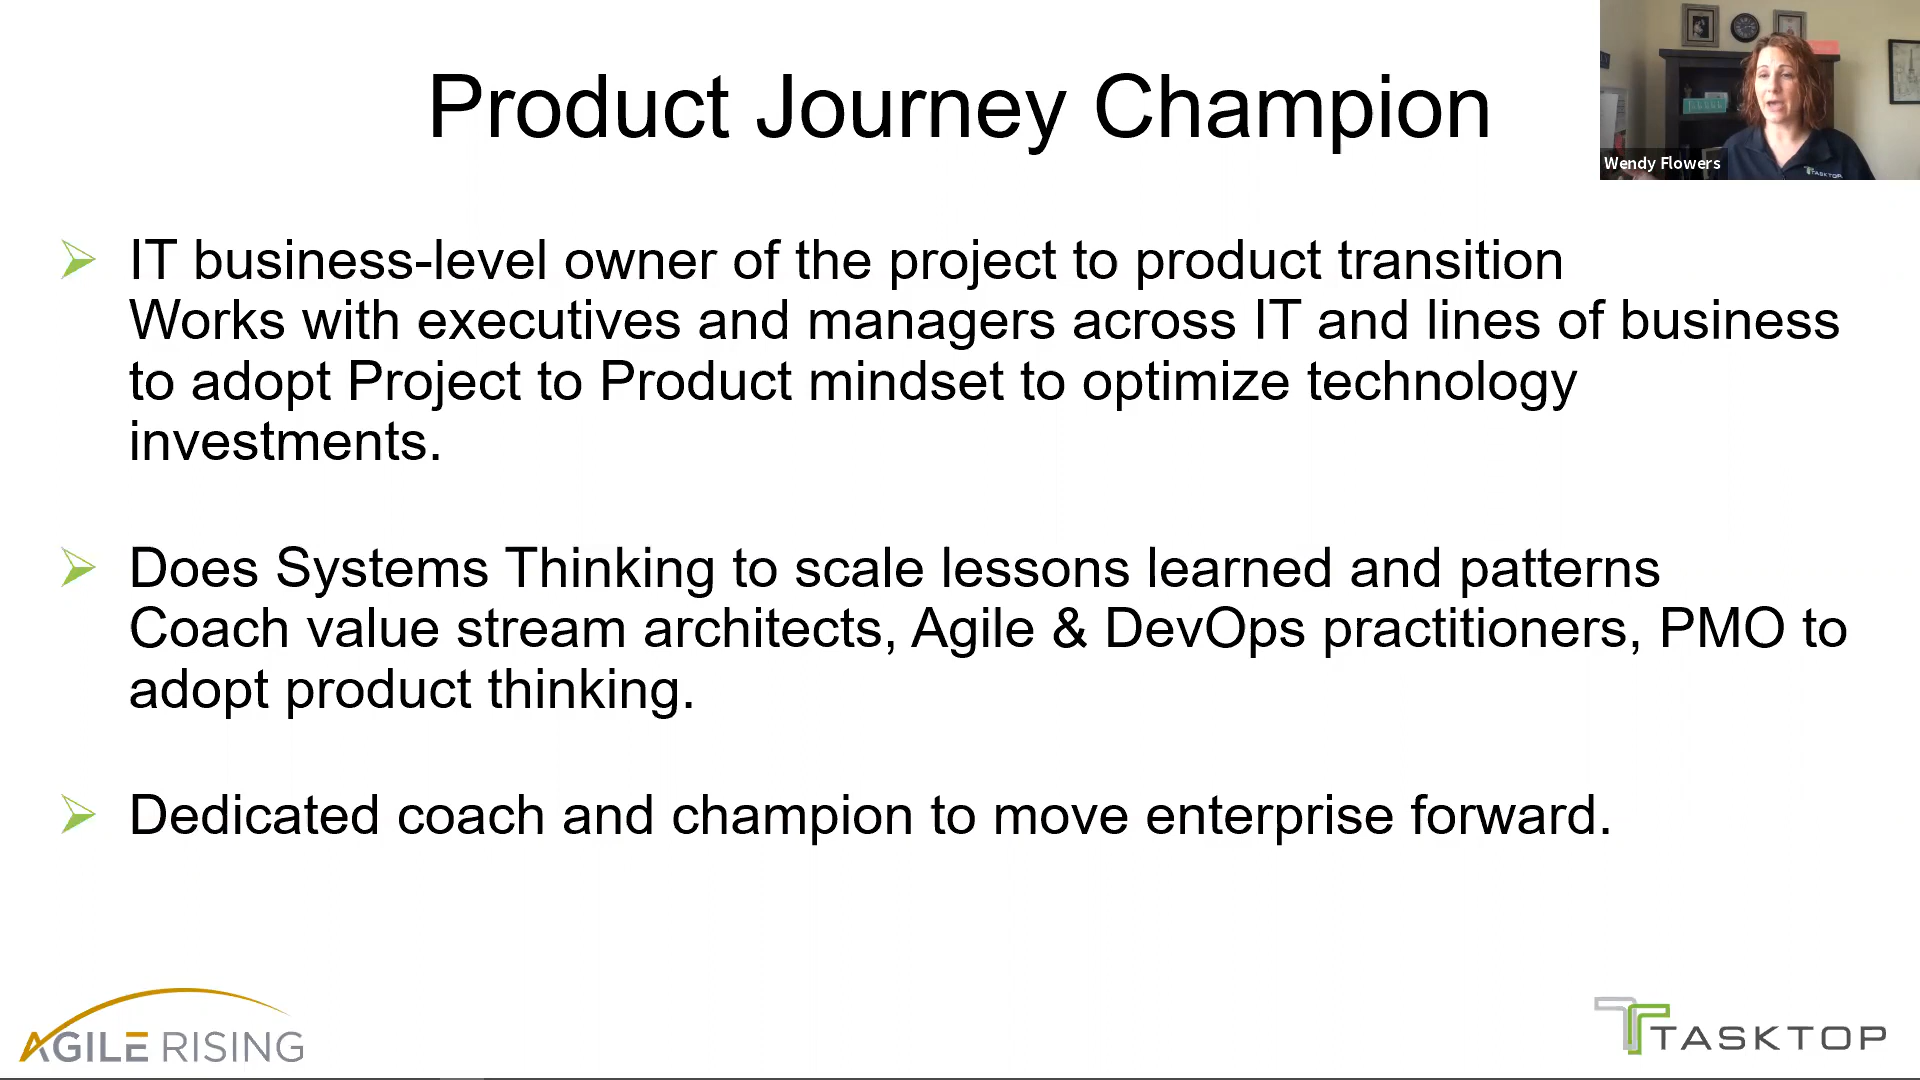 Product Journey Champion
Wendy Flowers
TASKTOP
IT business-level owner of the project to product transition
Works with executives and managers across IT and lines of business
to adopt Project to Product mindset to optimize technology
investments.
Does Systems Thinking to scale lessons learned and patterns
Coach value stream architects, Agile & DevOps practitioners, PMO to
adopt product thinking.
Dedicated coach and champion to move enterprise forward.
AGILE RISING
TASKTOP